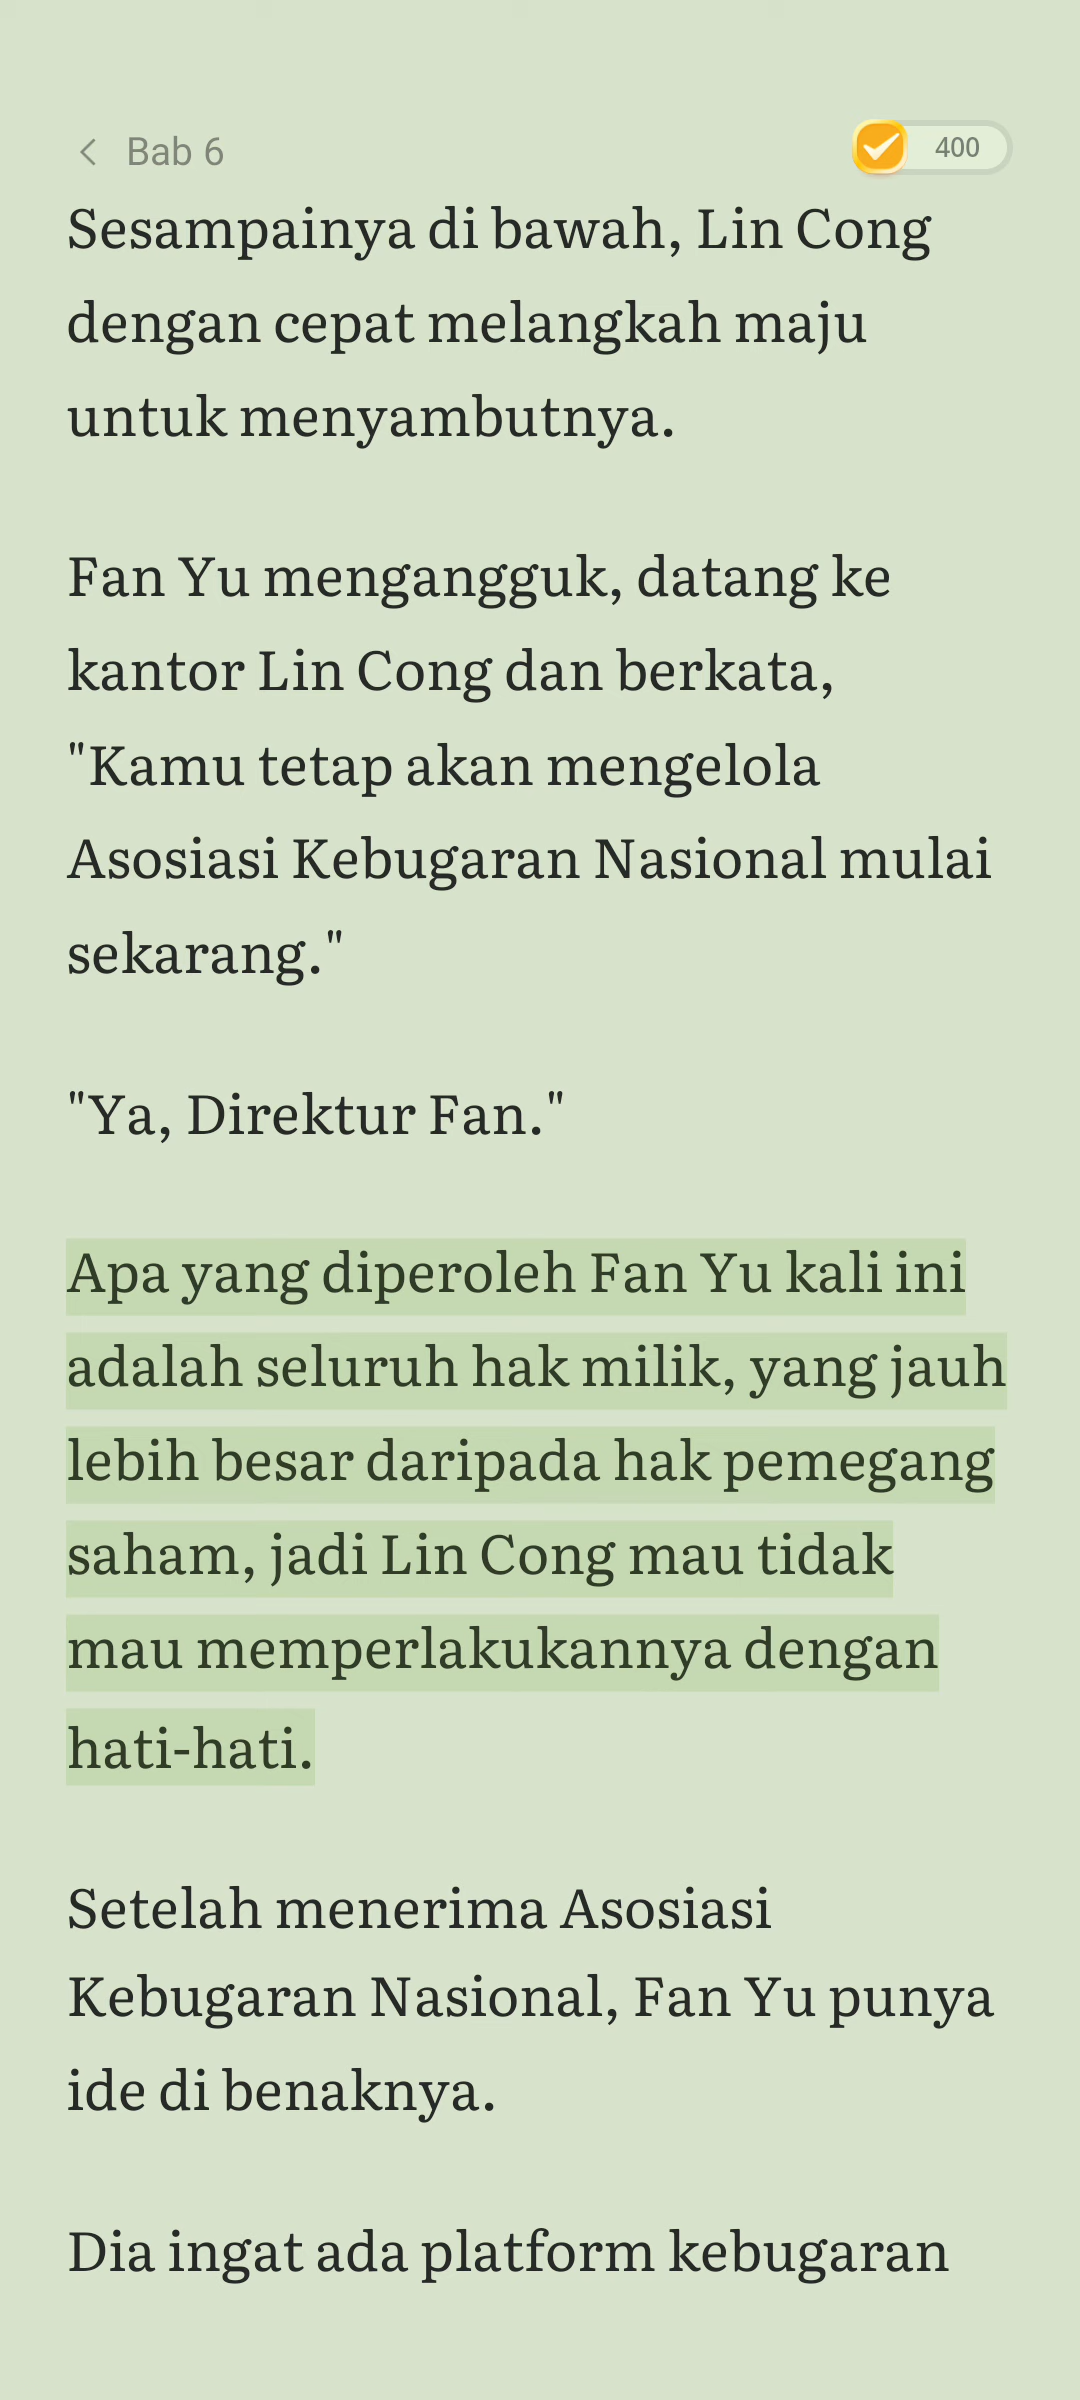 Bab 6
400
Sesampainya di bawah, Lin Cong
dengan cepat melangkah maju
untuk menyambutnya.
Fan Yu mengangguk, datang ke
kantor Lin Cong dan berkata,
"Kamu tetap akan mengelola
Asosiasi Kebugaran Nasional mulai
sekarang."
"Ya, Direktur Fan."
Apa yang diperoleh Fan Yu kali ini
adalah seluruh hak milik, yang jauh
lebih besar daripada hak pemegang
saham, jadi Lin Cong mau tidak
mau memperlakukannya dengan
hati-hati.
Setelah menerima Asosiasi
Kebugaran Nasional, Fan Yu punya
ide di benaknya.
Dia ingat ada platform kebugaran